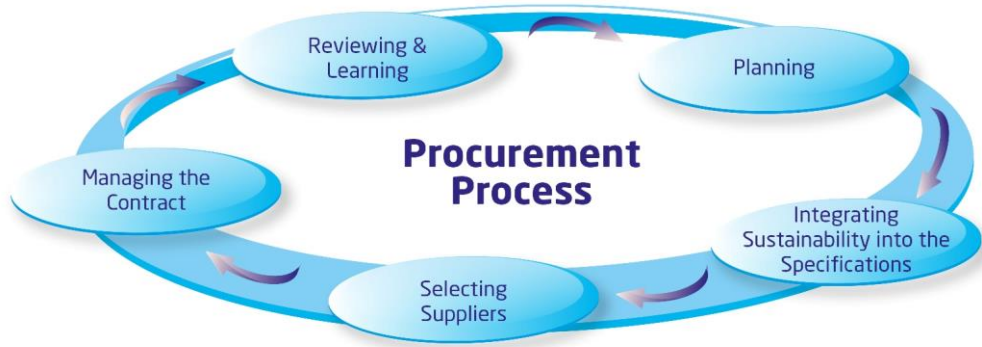 Reviewing &
Learning
Planning
Procurement
Process
Managing the
Contract
Integrating
Sustainability into the
Specifications
Selecting
Suppliers